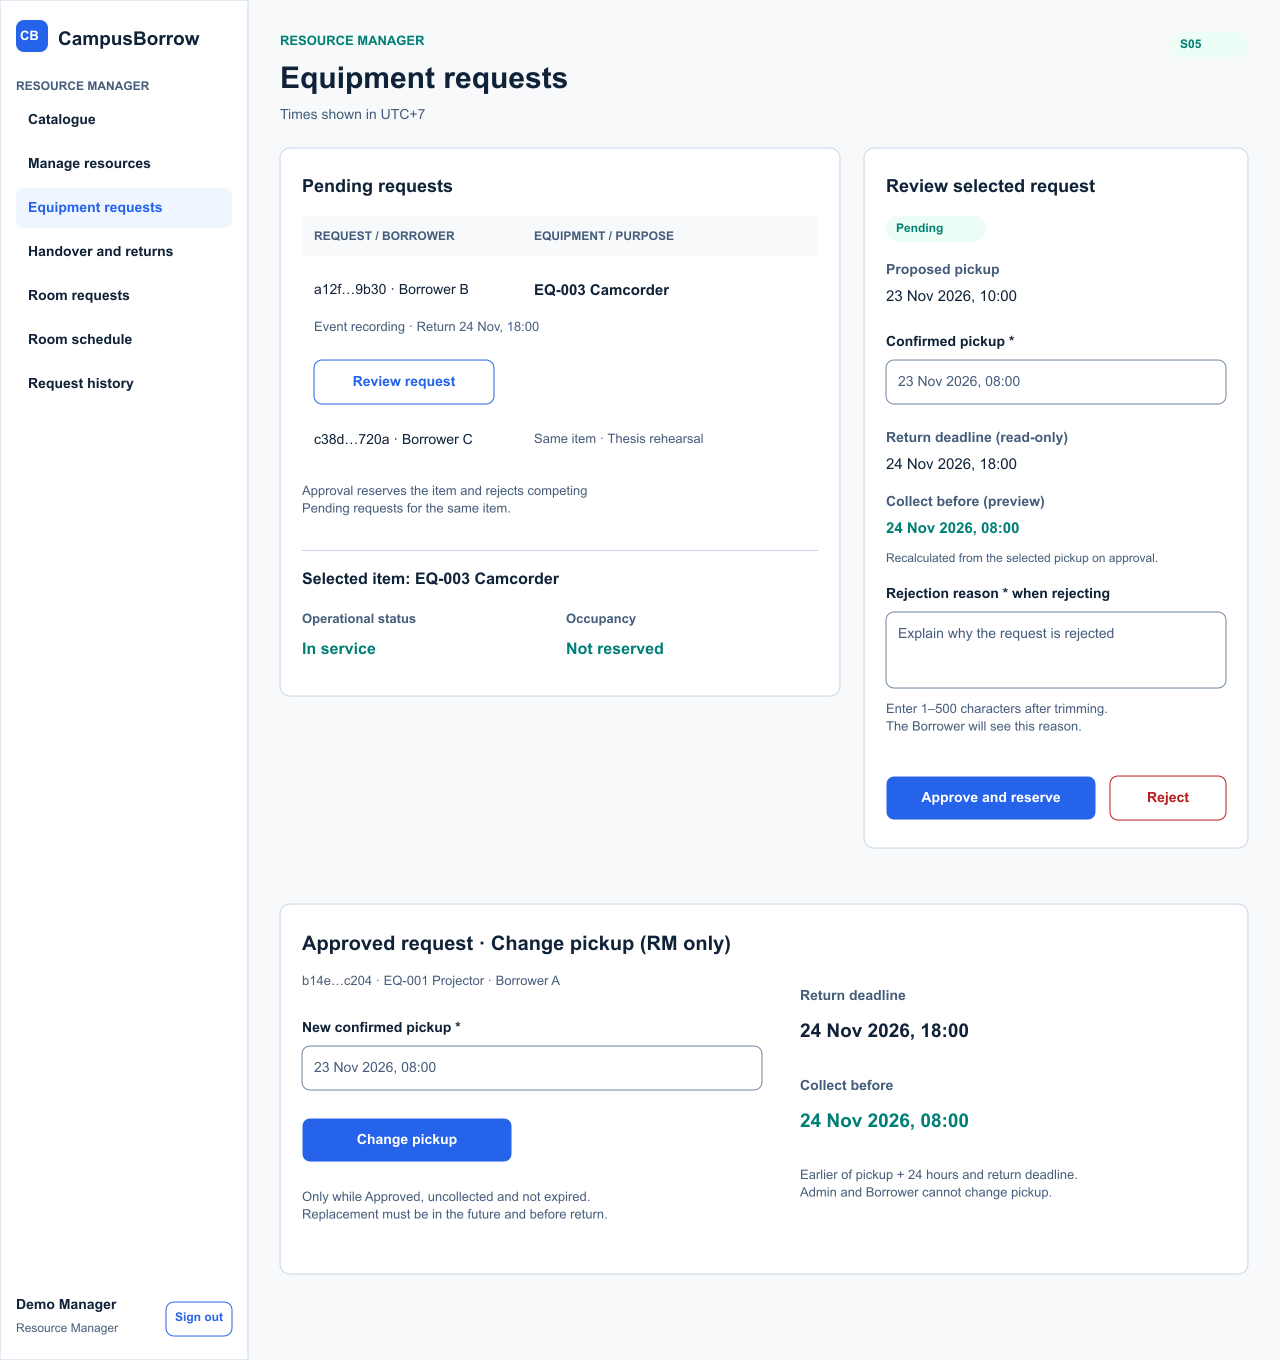 CB
CampusBorrow
RESOURCE MANAGER
Catalogue
Manage resources
Equipment requests
Handover and returns
Room requests
Room schedule
Request history
Demo Manager
Resource Manager
Sign out
RESOURCE MANAGER
S05
Equipment requests
Times shown in UTC+7
Pending requests
REQUEST / BORROWER EQUIPMENT / PURPOSE
a12f…9b30 · Borrower B EQ-003 Camcorder
Event recording · Return 24 Nov, 18:00
Review request
c38d…720a · Borrower C Same item · Thesis rehearsal
Approval reserves the item and rejects competing
Pending requests for the same item.
Selected item: EQ-003 Camcorder
Operational status Occupancy
In service Not reserved
Review selected request
Pending
Proposed pickup
23 Nov 2026, 10:00
Confirmed pickup *
23 Nov 2026, 08:00
Return deadline (read-only)
24 Nov 2026, 18:00
Collect before (preview)
24 Nov 2026, 08:00
Recalculated from the selected pickup on approval.
Rejection reason * when rejecting
Explain why the request is rejected
Enter 1–500 characters after trimming.
The Borrower will see this reason.
Approve and reserve Reject
Approved request · Change pickup (RM only)
b14e…c204 · EQ-001 Projector · Borrower A
New confirmed pickup *
23 Nov 2026, 08:00
Change pickup
Only while Approved, uncollected and not expired.
Replacement must be in the future and before return.
Return deadline
24 Nov 2026, 18:00
Collect before
24 Nov 2026, 08:00
Earlier of pickup + 24 hours and return deadline.
Admin and Borrower cannot change pickup.